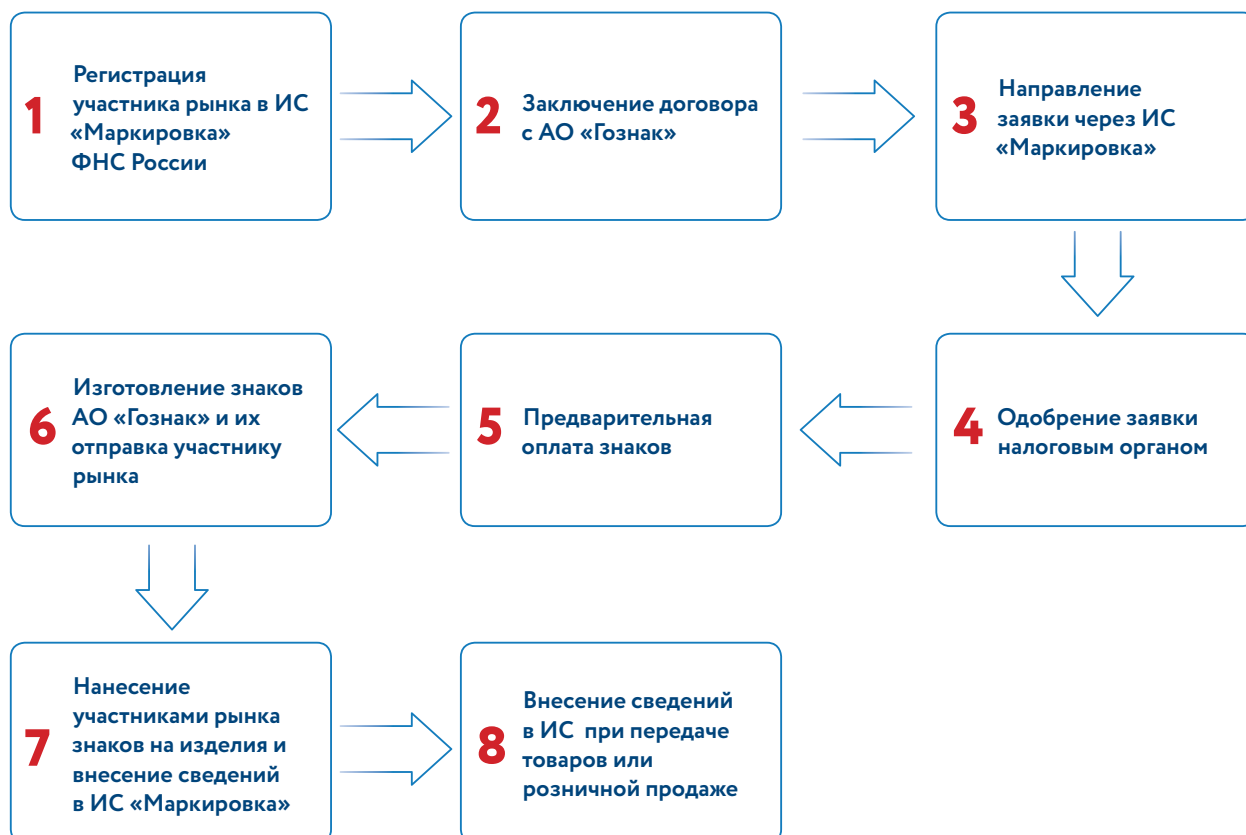 1
Регистрация
участника рынка в ИС
«Маркировка»
ФНС России
2
Заключение договора
с АО «Гознак»
3
Направление
заявки через ИС
«Маркировка»
4
Одобрение заявки
налоговым органом
5
Предварительная
оплата знаков
6
Изготовление знаков
АО «Гознак» и их
отправка участнику
рынка
7
Нанесение
участниками рынка
знаков на изделия и
внесение сведений
в ИС «Маркировка»
8
Внесение сведений
в ИС при передаче
товаров или
розничной продаже